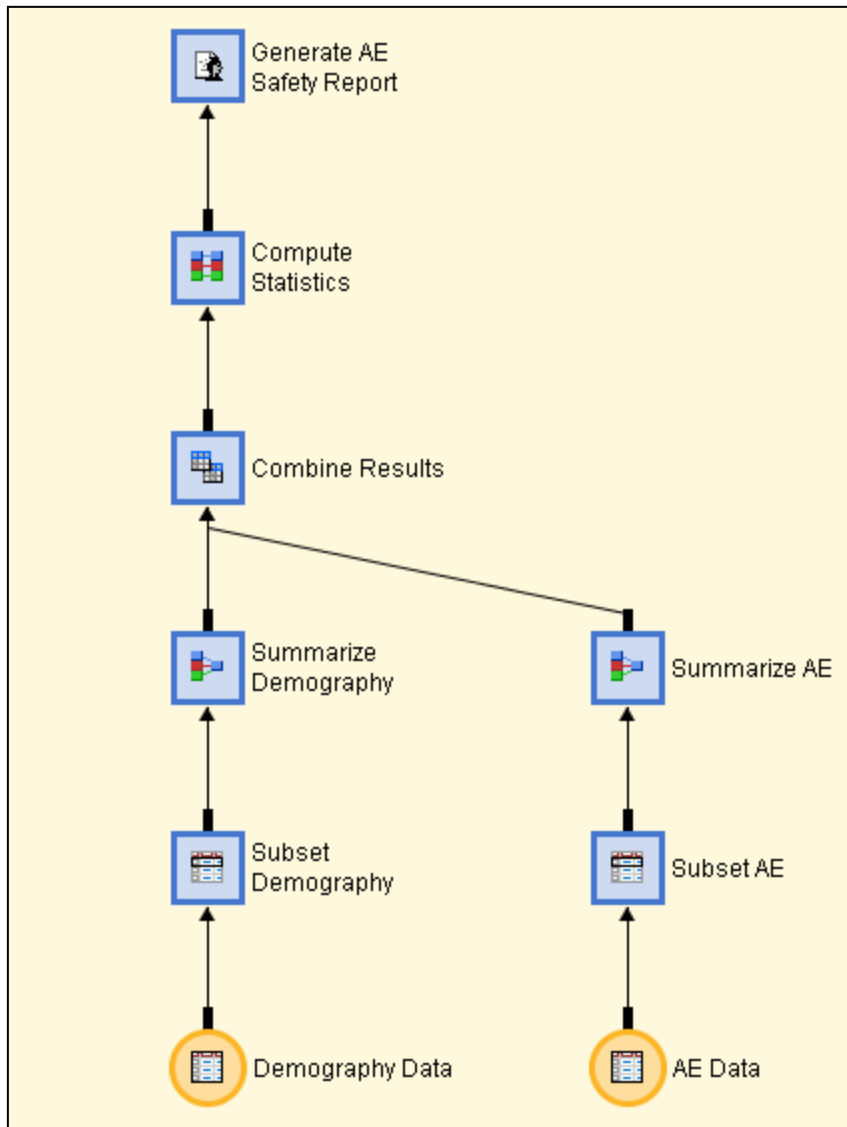 Generate AE
Safety Report
Compute
Statistics
Combine Results
Summarize
Demography
Summarize AE
Subset
Demography
Subset AE
Demography Data
AE Data